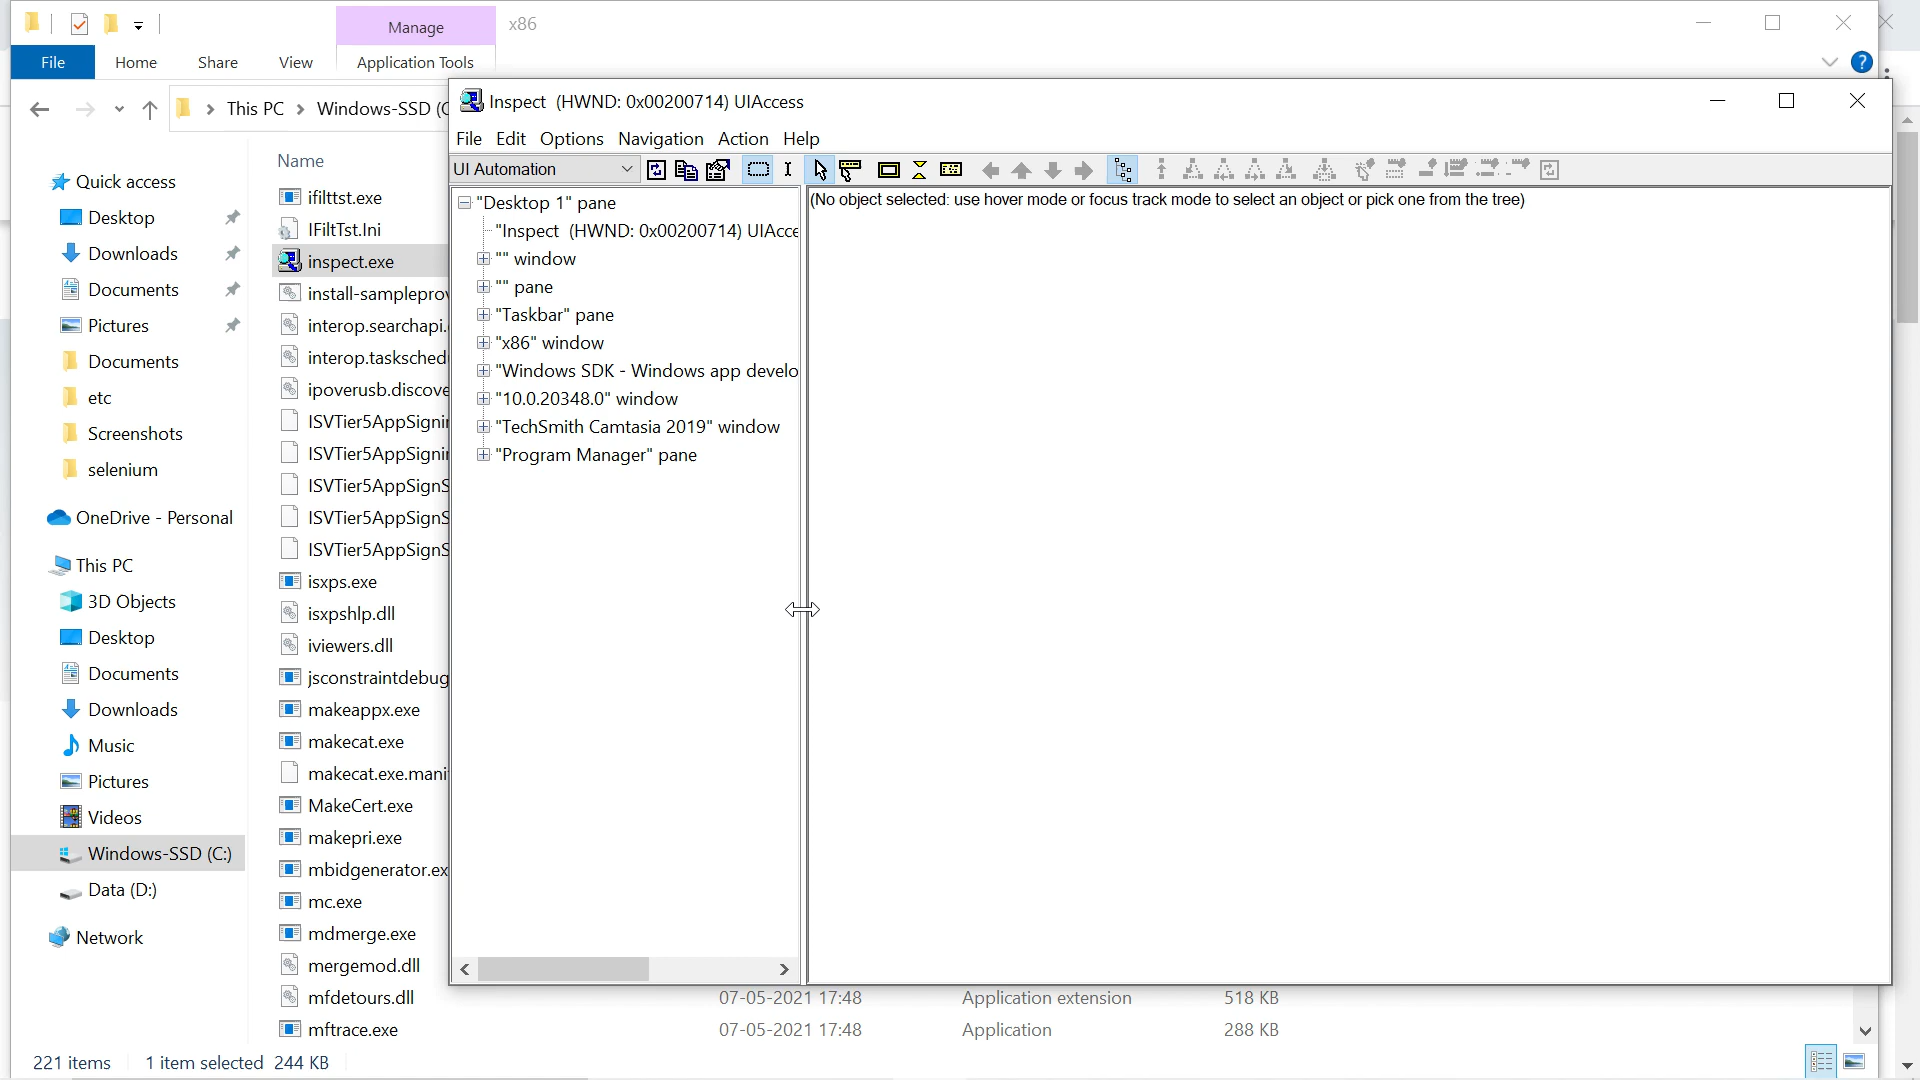 Manage
x86
File
Home
Share
View
Application Tools
This PC
Windows-SSD (C
Name
Quick access
Desktop
Downloads
Documents
Pictures
Documents
etc
Screenshots
selenium
OneDrive - Personal
This PC
3D Objects
Desktop
Documents
Downloads
Music
Pictures
Videos
Windows-SSD (C:)
Data (D:)
Network
ifilttst.exe
IFiltTst.Ini
inspect.exe
install-samplepro
interop.searchapi.
interop.tasksched
ipoverusb.discove
ISVTier5AppSigni
ISVTier5AppSigni
ISVTier5AppSignS
ISVTier5AppSignS
ISVTier5AppSignS
isxps.exe
isxpshlp.dll
iviewers.dll
jsconstraintdebug
makeappx.exe
makecat.exe
makecat.exe.mani
MakeCert.exe
makepri.exe
mbidgenerator.ex
mc.exe
mdmerge.exe
mergemod.dll
mfdetours.dll 07-05-2021 17:48 Application extension 518 KB
mftrace.exe 07-05-2021 17:48 Application 288 KB
221 items
1 item selected 244 KB
Inspect (HWND: 0x00200714) UIAccess
File Edit Options Navigation Action Help
UI Automation
"Desktop 1" pane
"Inspect (HWND: 0x00200714) UIAcce
"" window
"" pane
"Taskbar" pane
"x86" window
"Windows SDK - Windows app develo
"10.0.20348.0" window
"TechSmith Camtasia 2019" window
"Program Manager" pane
(No object selected: use hover mode or focus track mode to select an object or pick one from the tree)